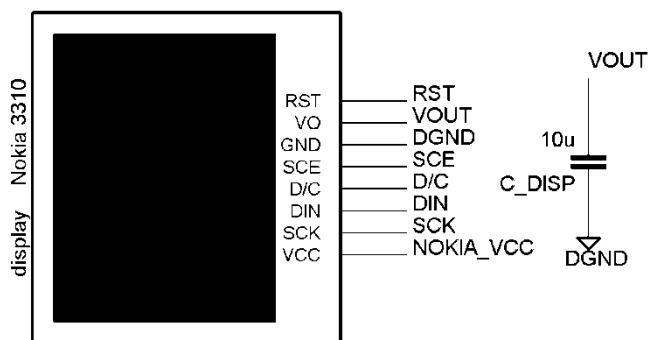 display Nokia 3310
RST RST
VO VOUT
GND DGND
SCE SCE
D/C D/C
DIN DIN
SCK SCK
VCC NOKIA_VCC
VOUT
10u
C_DISP
DGND